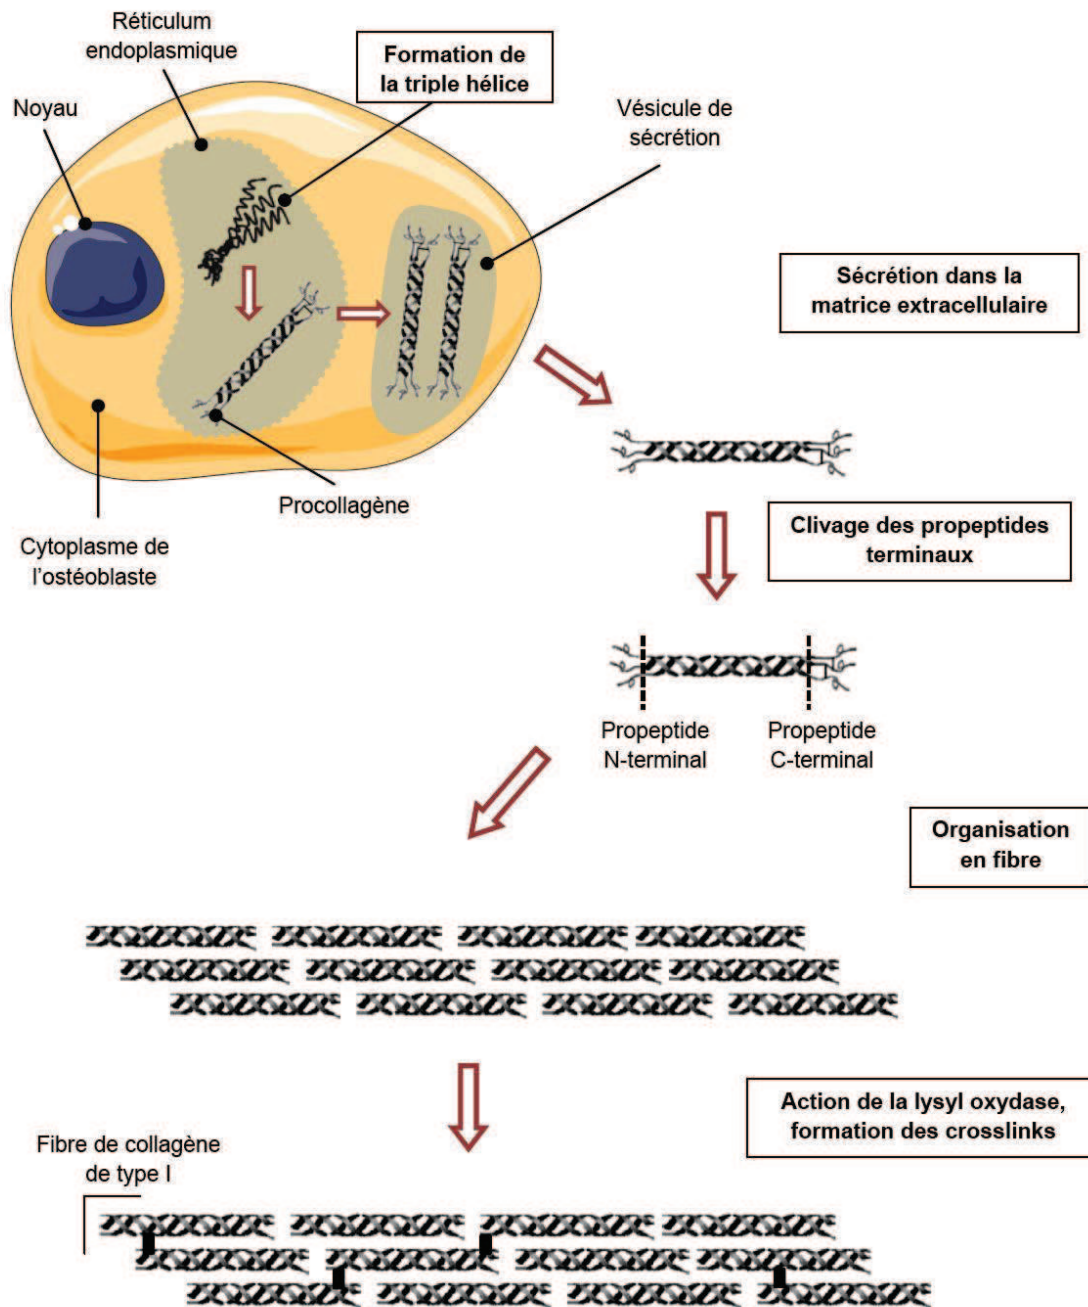 Réticulum
endoplasmique
Formation de
la triple hélice
Noyau
Vésicule de
sécrétion
Sécrétion dans la
matrice extracellulaire
Procollagène
Cytoplasme de
l'ostéoblaste
Clivage des propeptides
terminaux
Propeptide
N-terminal
Propeptide
C-terminal
Organisation
en fibre
Action de la lysyl oxydase,
formation des crosslinks
Fibre de collagène
de type I